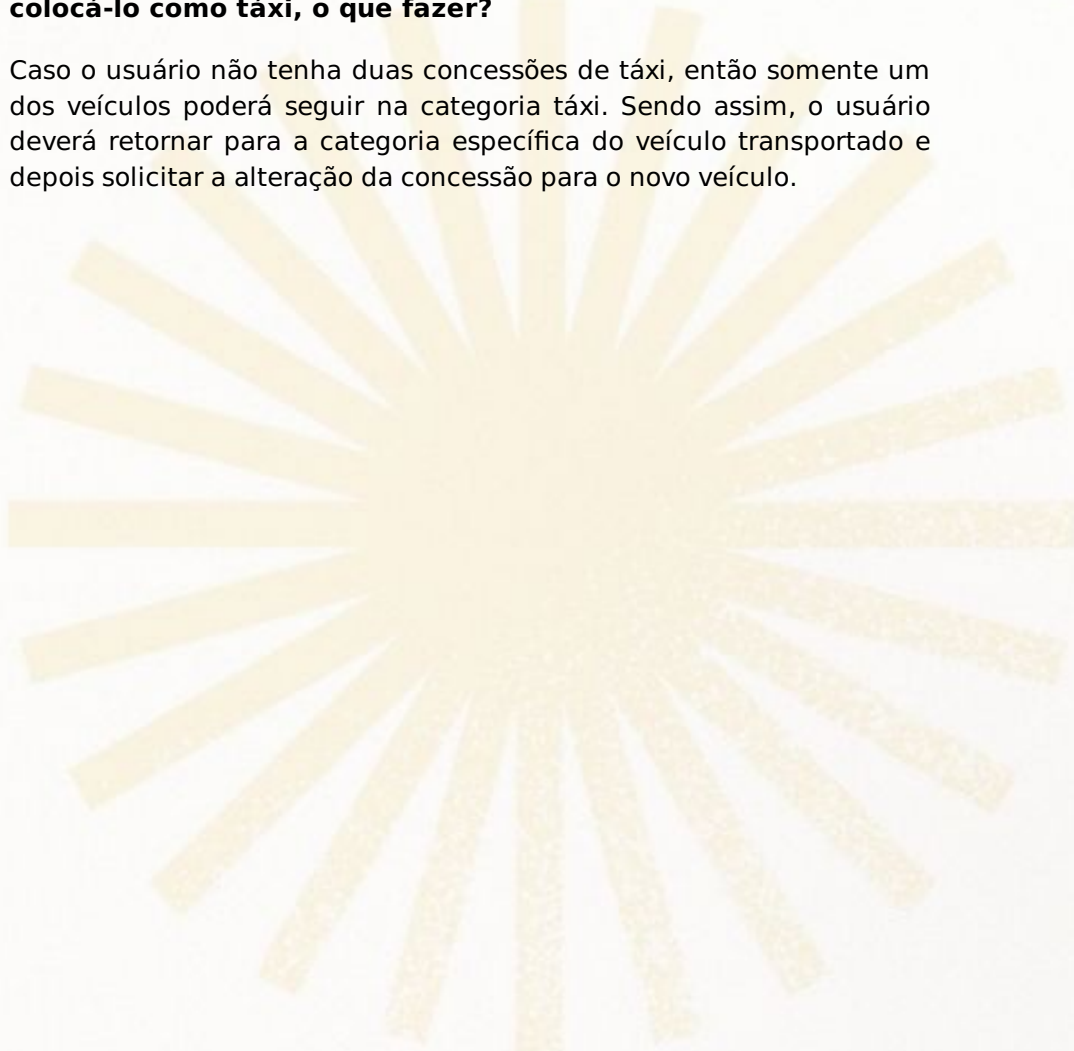 colocá-lo como táxi, o que fazer?
Caso o usuário não tenha duas concessões de táxi, então somente um
dos veículos poderá seguir na categoria táxi. Sendo assim, o usuário
deverá retornar para a categoria específica do veículo transportado e
depois solicitar a alteração da concessão para o novo veículo.